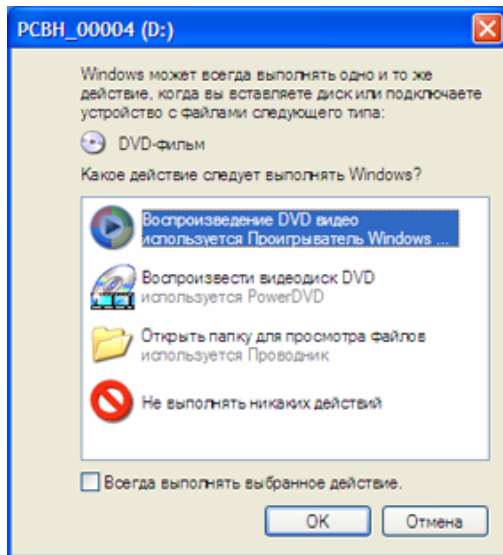 PCBH_00004 (D:)
Windows может всегда выполнять одно и то же
действие, когда вы вставляете диск или подключаете
устройство с файлами следующего типа:
DVD-фильм
Какое действие следует выполнять Windows?
Воспроизведение DVD видео
используется Проигрыватель Windows ...
Воспроизвести видеодиск DVD
используется PowerDVD
Открыть папку для просмотра файлов
используется Проводник
Не выполнять никаких действий
Всегда выполнять выбранное действие.
OK
Отмена